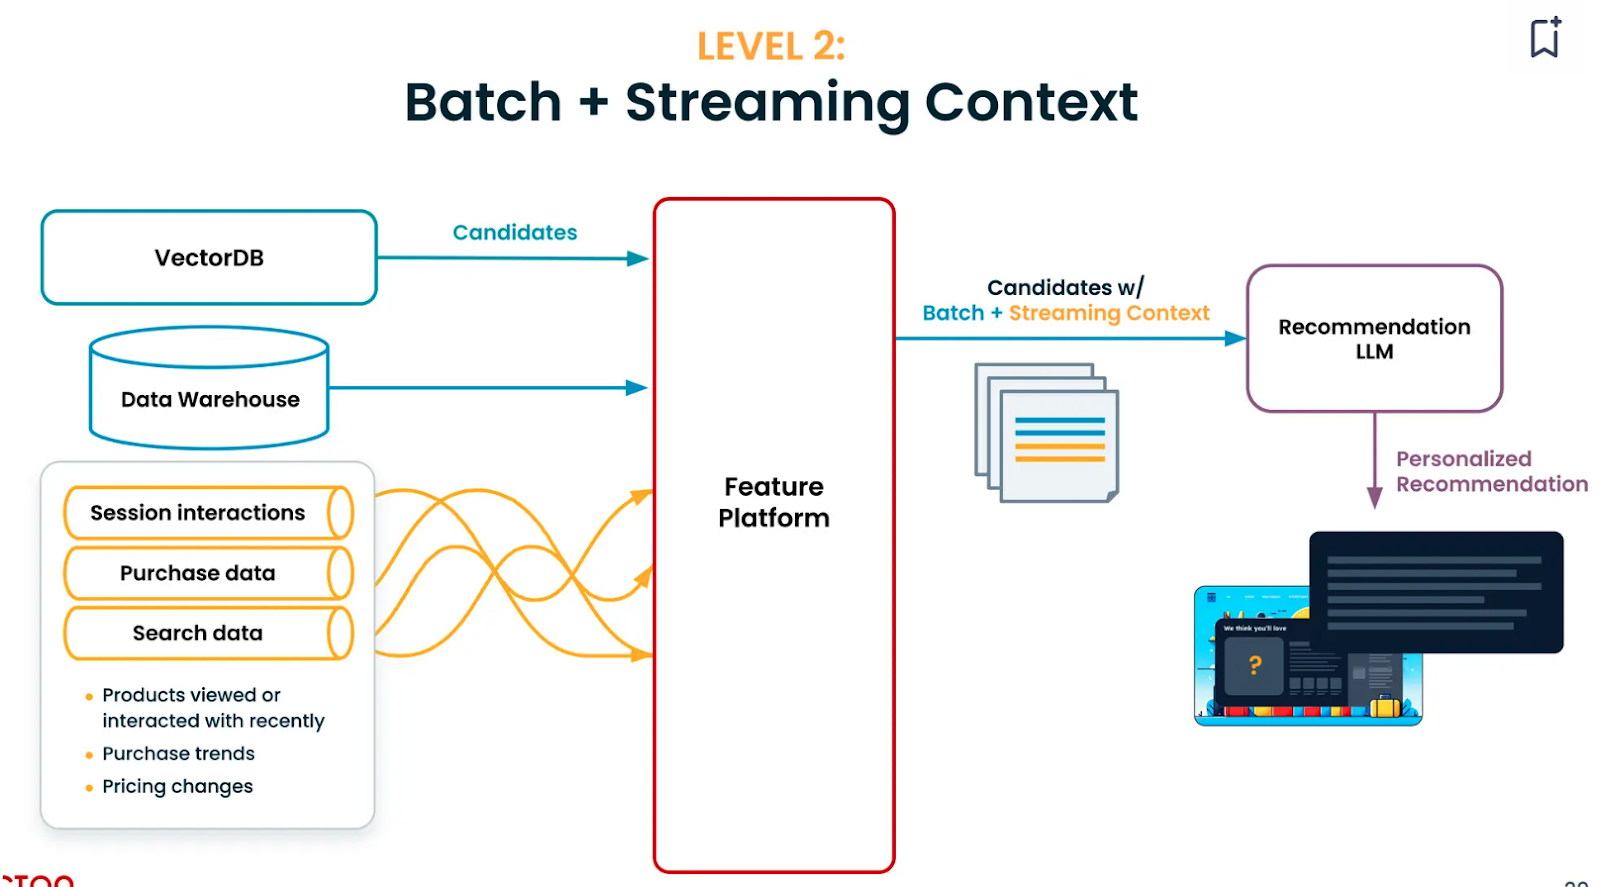 LEVEL 2:
Batch + Streaming Context
VectorDB
Candidates
Data Warehouse
Session interactions
Purchase data
Search data
• Products viewed or
interacted with recently
• Purchase trends
• Pricing changes
Feature
Platform
Candidates w/
Batch + Streaming Context
Recommendation
LLM
Personalized
Recommendation
We think you'll love
?